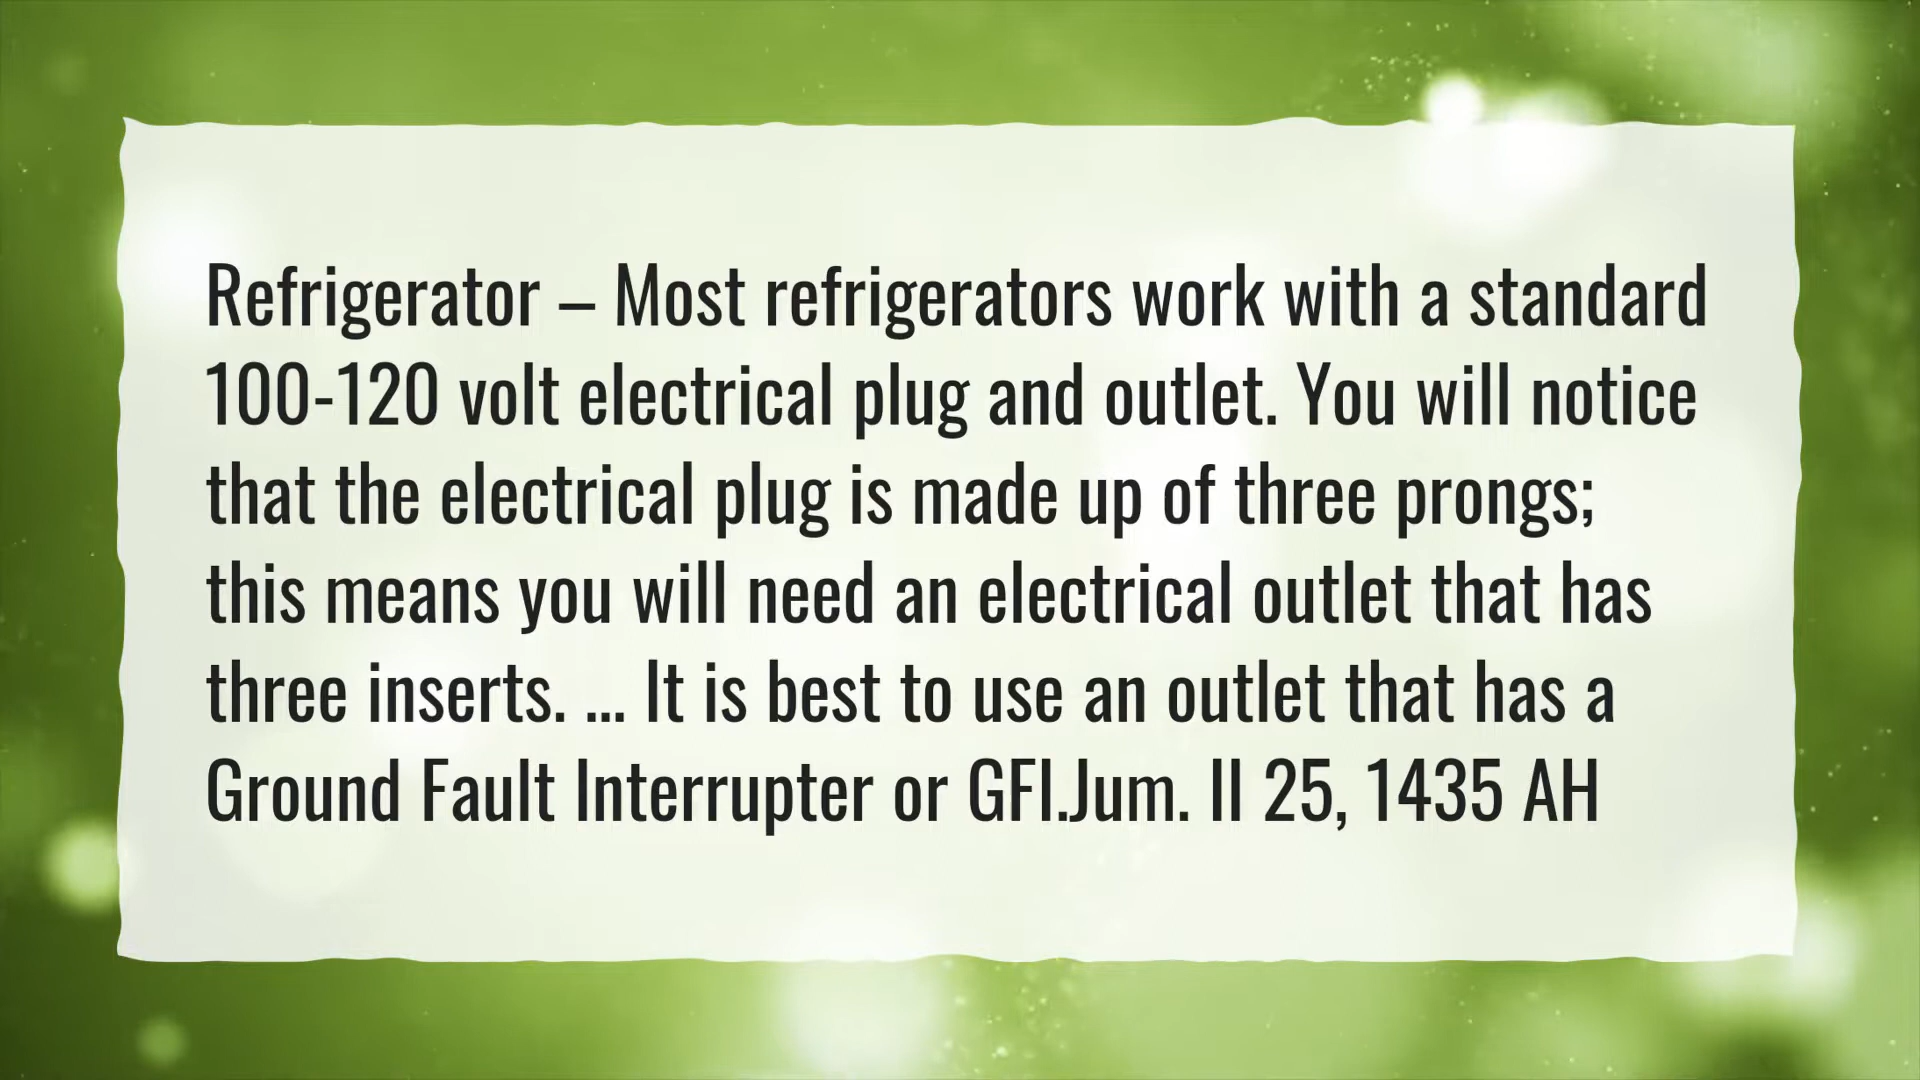 Refrigerator – Most refrigerators work with a standard
100-120 volt electrical plug and outlet. You will notice
that the electrical plug is made up of three prongs;
this means you will need an electrical outlet that has
three inserts. ... It is best to use an outlet that has a
Ground Fault Interrupter or GFI.Jum. II 25, 1435 AH